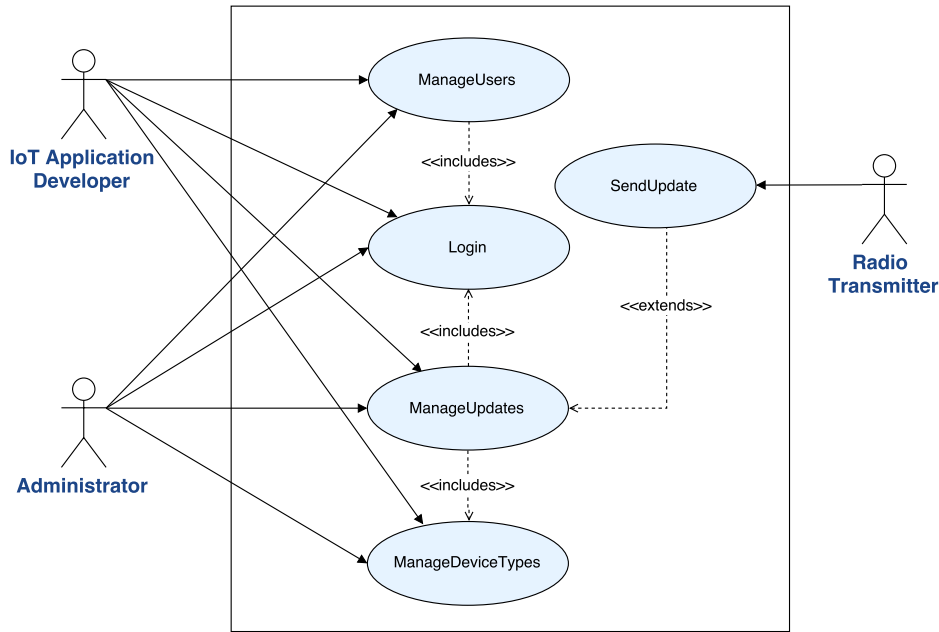 ManageUsers
IoT Application
Developer
<<includes>>
SendUpdate
Login
Radio
Transmitter
<<extends>>
<<includes>>
ManageUpdates
Administrator
<<includes>>
ManageDeviceTypes